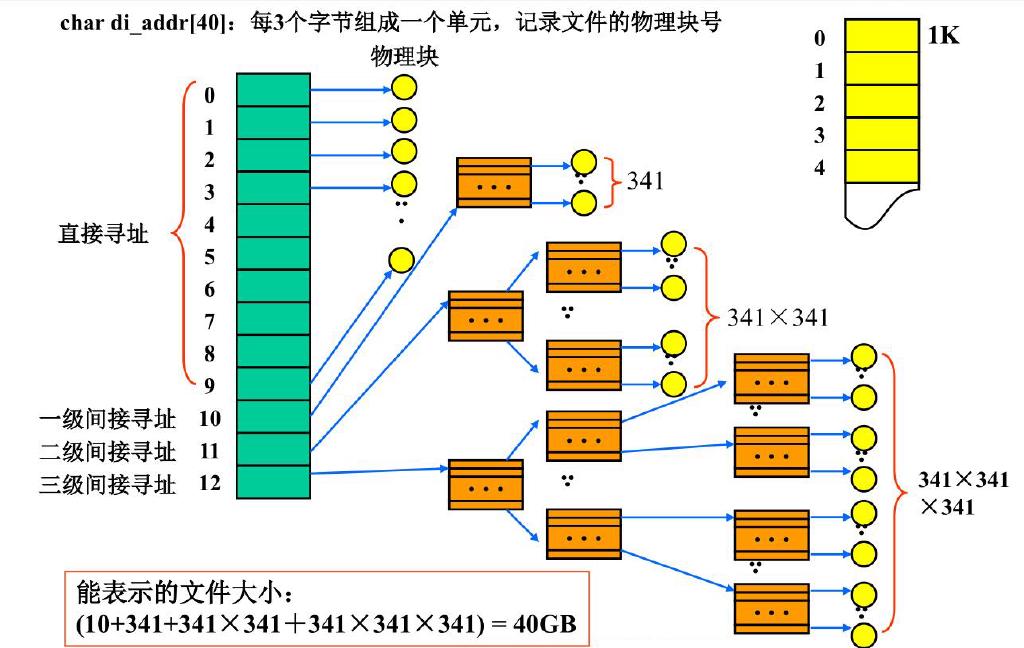 char di_addr[40]：每3个字节组成一个单元，记录文件的物理块号
物理块
0
1
2
3
4
5
6
7
8
9
直接寻址
一级间接寻址 10
二级间接寻址 11
三级间接寻址 12
341
341×341
341×341
×341
0
1K
1
2
3
4
能表示的文件大小：
(10+341+341×341＋341×341×341) = 40GB